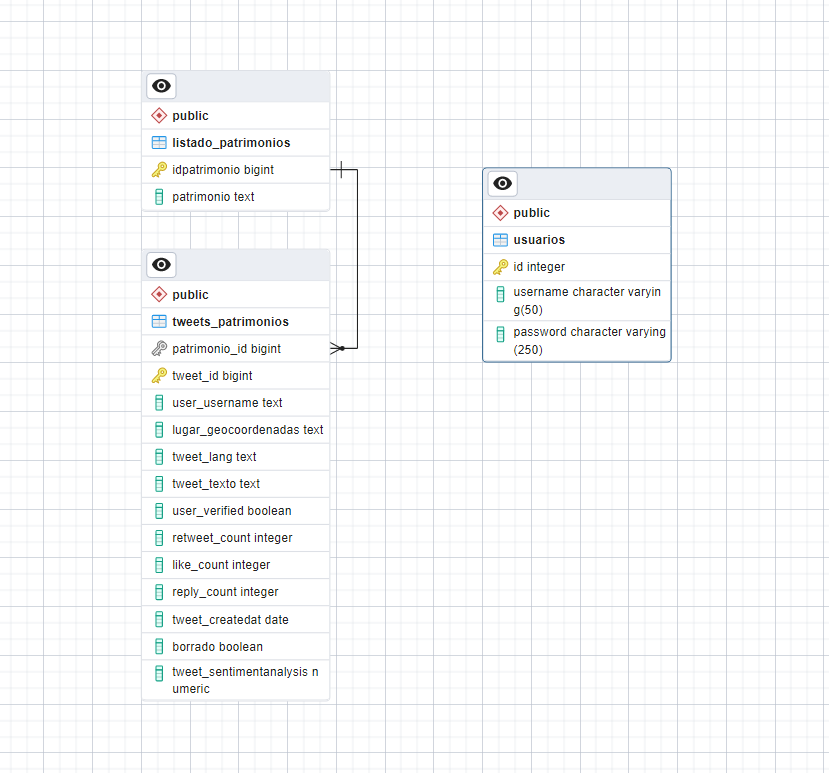 public
listado_patrimonios
idpatrimonio bigint
patrimonio text
public
tweets_patrimonios
patrimonio_id bigint
tweet_id bigint
user_username text
lugar_geocoordenadas text
tweet_lang text
tweet_texto text
user_verified boolean
retweet_count integer
like_count integer
reply_count integer
tweet_createdat date
borrado boolean
tweet_sentimentanalysis n
umeric
public
usuarios
id integer
username character varyin
g(50)
password character varying
(250)